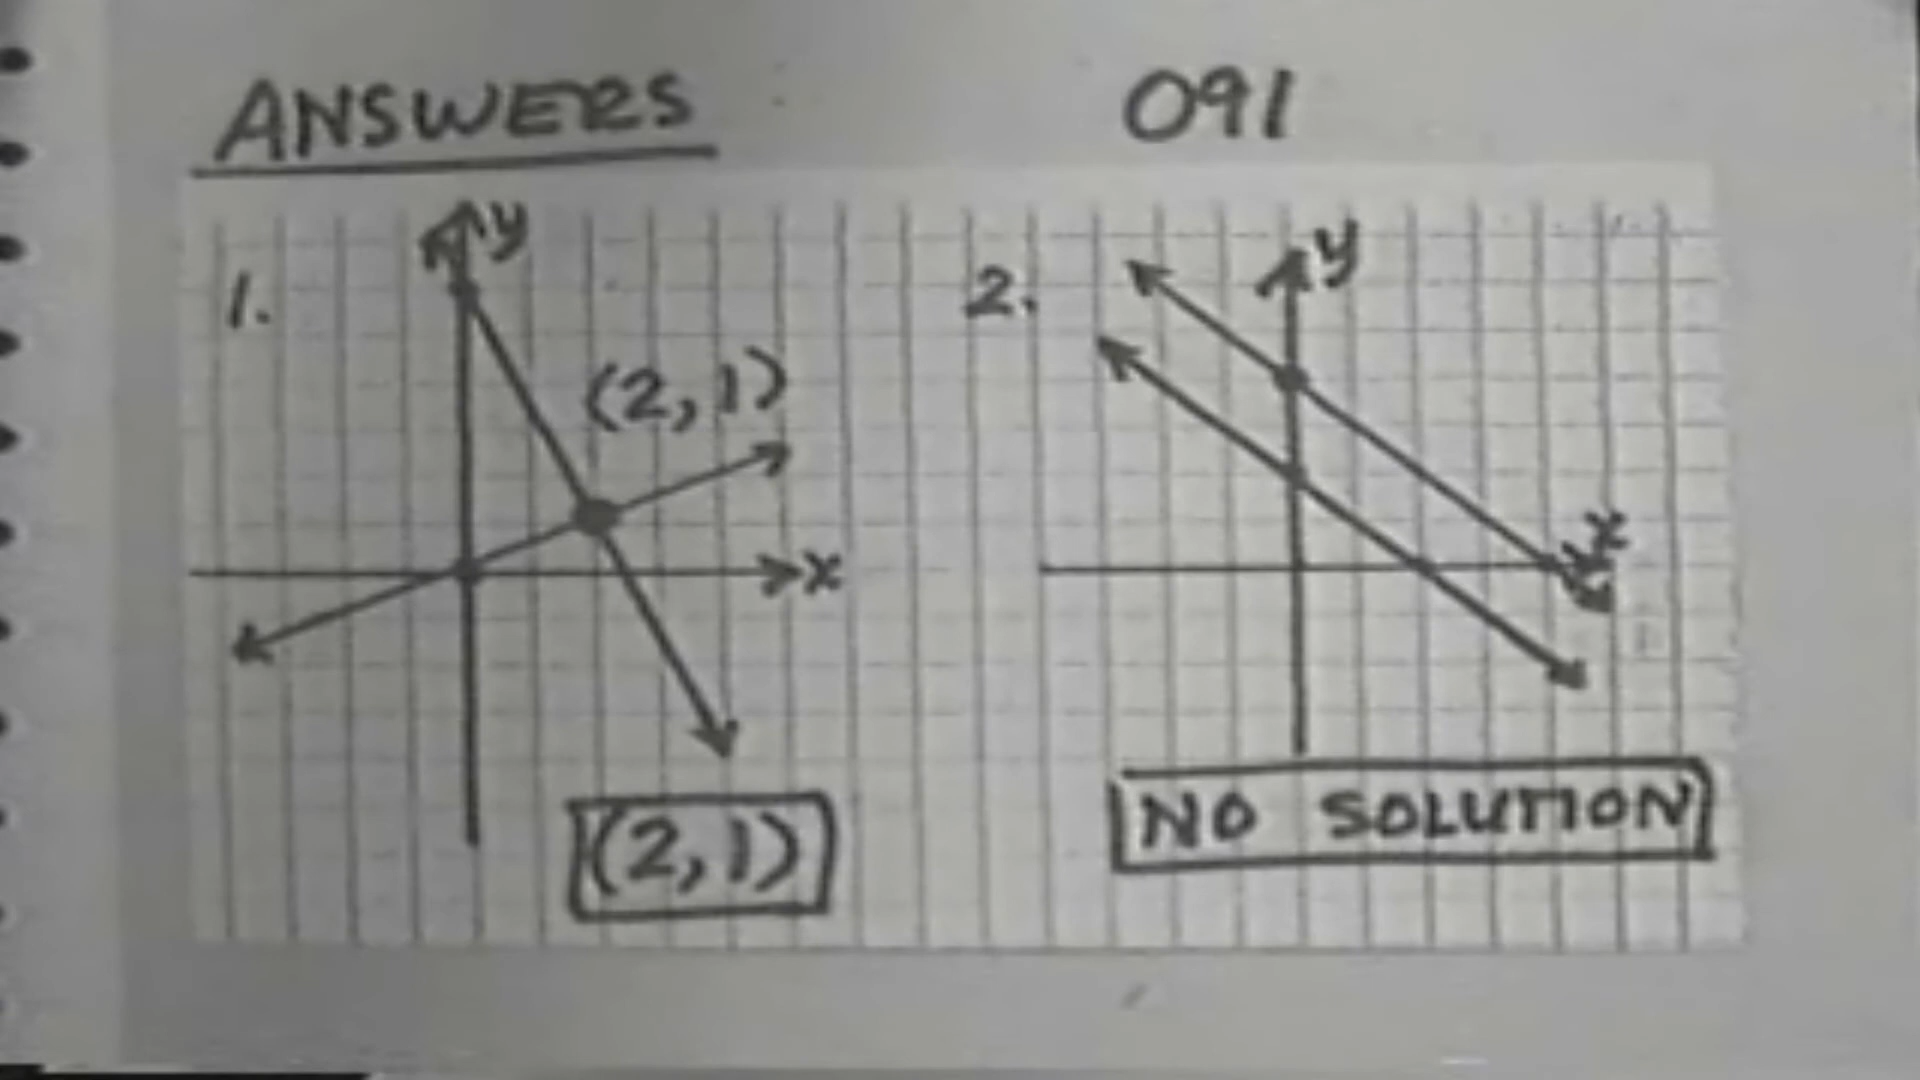 ANSWERS 091
1. y
(2,1)
x
(2,1)
2. y
x
NO SOLUTION